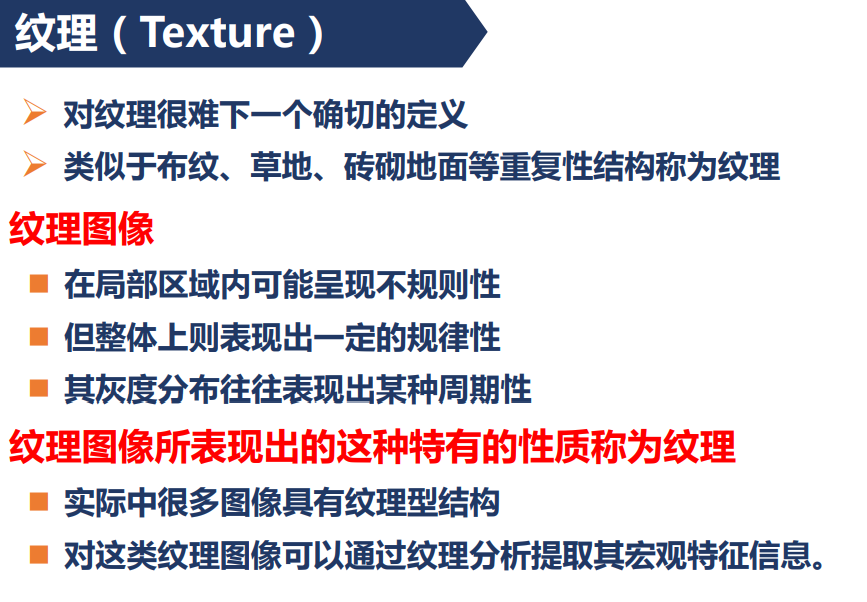 纹理（Texture）
对纹理很难下一个确切的定义
类似于布纹、草地、砖砌地面等重复性结构称为纹理
纹理图像
在局部区域内可能呈现不规则性
但整体上则表现出一定的规律性
其灰度分布往往表现出某种周期性
纹理图像所表现出的这种特有的性质称为纹理
实际中很多图像具有纹理型结构
对这类纹理图像可以通过纹理分析提取其宏观特征信息。